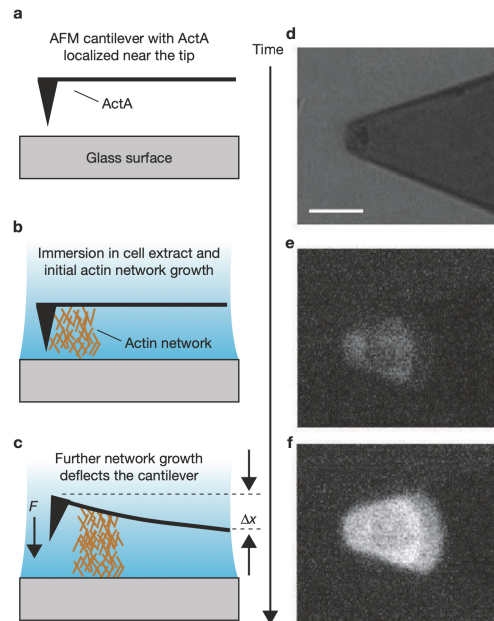 a
AFM cantilever with ActA
localized near the tip
Time
ActA
Glass surface
b
Immersion in cell extract and
initial actin network growth
Actin network
c
Further network growth
deflects the cantilever
F
Δx
d
e
f